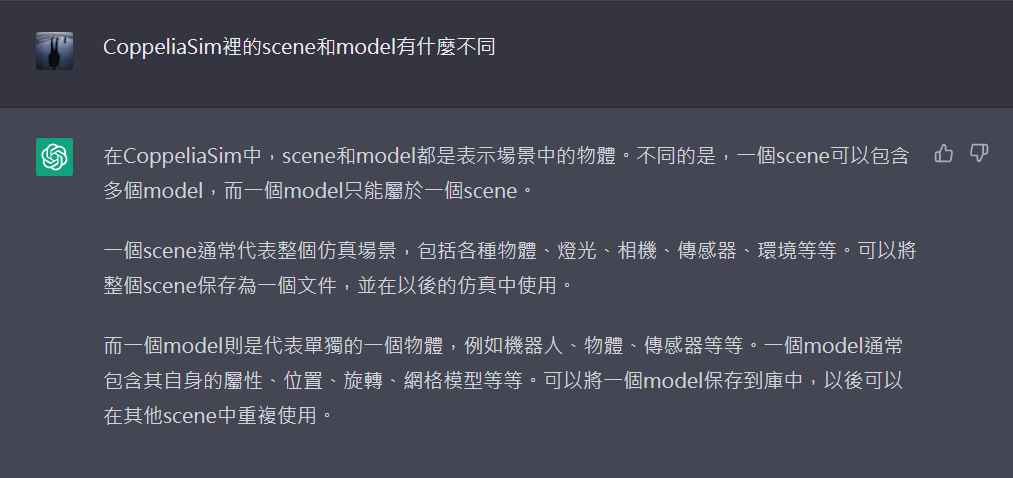 CoppeliaSim裡的scene和model有什麼不同
在CoppeliaSim中，scene和model都是表示場景中的物體。不同的是，一個scene可以包含
多個model，而一個model只能屬於一個scene。
一個scene通常代表整個仿真場景，包括各種物體、燈光、相機、傳感器、環境等等。可以將
整個scene保存為一個文件，並在以後的仿真中使用。
而一個model則是代表單獨的一個物體，例如機器人、物體、傳感器等等。一個model通常
包含其自身的屬性、位置、旋轉、網格模型等等。可以將一個model保存到庫中，以後可以
在其他scene中重複使用。